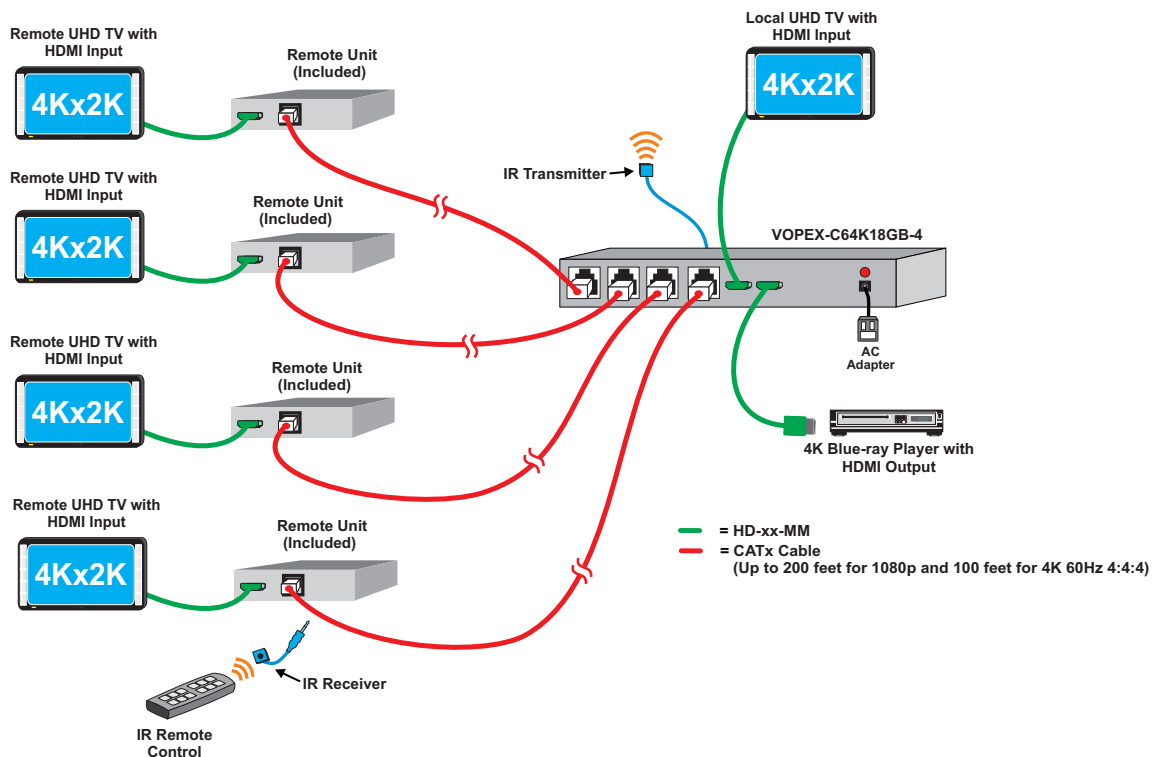 Remote UHD TV with
HDMI Input
4Kx2K
Remote Unit
(Included)
Local UHD TV with
HDMI Input
4Kx2K
IR Transmitter
Remote UHD TV with
HDMI Input
4Kx2K
Remote Unit
(Included)
VOPEX-C64K18GB-4
AC
Adapter
Remote UHD TV with
HDMI Input
4Kx2K
Remote Unit
(Included)
4K Blue-ray Player with
HDMI Output
Remote UHD TV with
HDMI Input
4Kx2K
Remote Unit
(Included)
= HD-xx-MM
= CATx Cable
(Up to 200 feet for 1080p and 100 feet for 4K 60Hz 4:4:4)
IR Receiver
IR Remote
Control